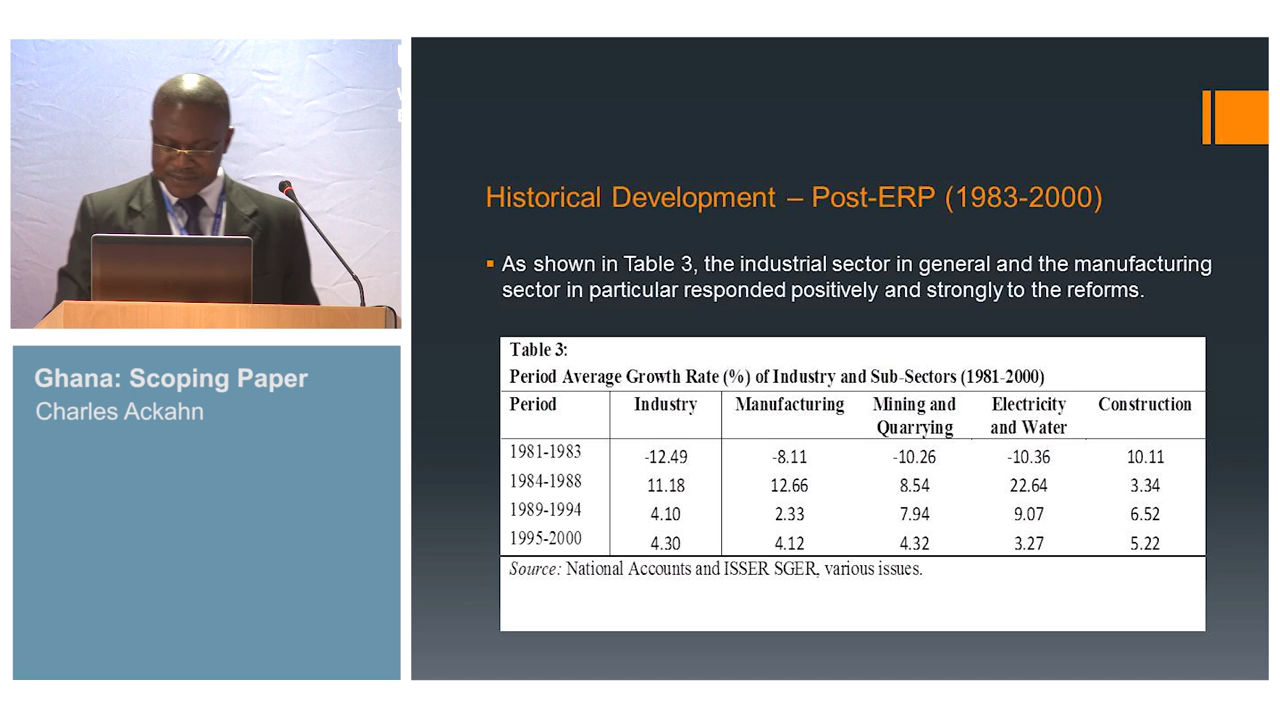 Historical Development – Post-ERP (1983-2000)
▪ As shown in Table 3, the industrial sector in general and the manufacturing
sector in particular responded positively and strongly to the reforms.
Table 3:
Period Average Growth Rate (%) of Industry and Sub-Sectors (1981-2000)
Period Industry Manufacturing Mining and Quarrying Electricity and Water Construction
1981-1983 -12.49 -8.11 -10.26 -10.36 10.11
1984-1988 11.18 12.66 8.54 22.64 3.34
1989-1994 4.10 2.33 7.94 9.07 6.52
1995-2000 4.30 4.12 4.32 3.27 5.22
Source: National Accounts and ISSER SGER, various issues.
Ghana: Scoping Paper
Charles Ackahn